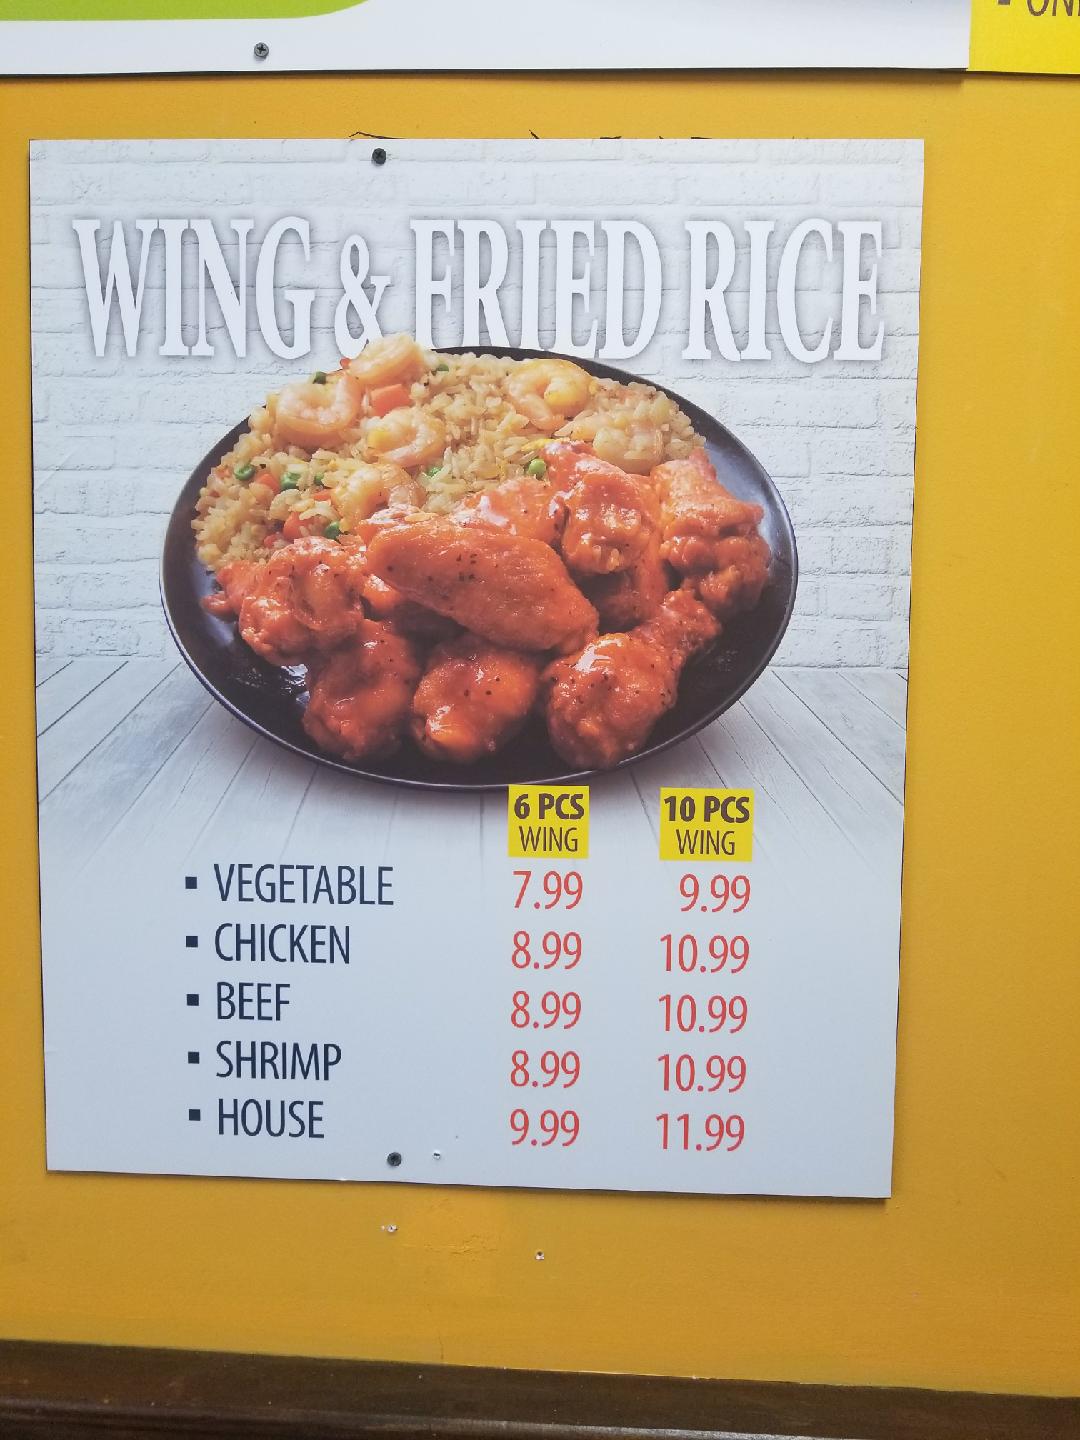 WING & FRIED RICE
6 PCS 10 PCS
WING WING
▪ VEGETABLE 7.99 9.99
▪ CHICKEN 8.99 10.99
▪ BEEF 8.99 10.99
▪ SHRIMP 8.99 10.99
▪ HOUSE 9.99 11.99